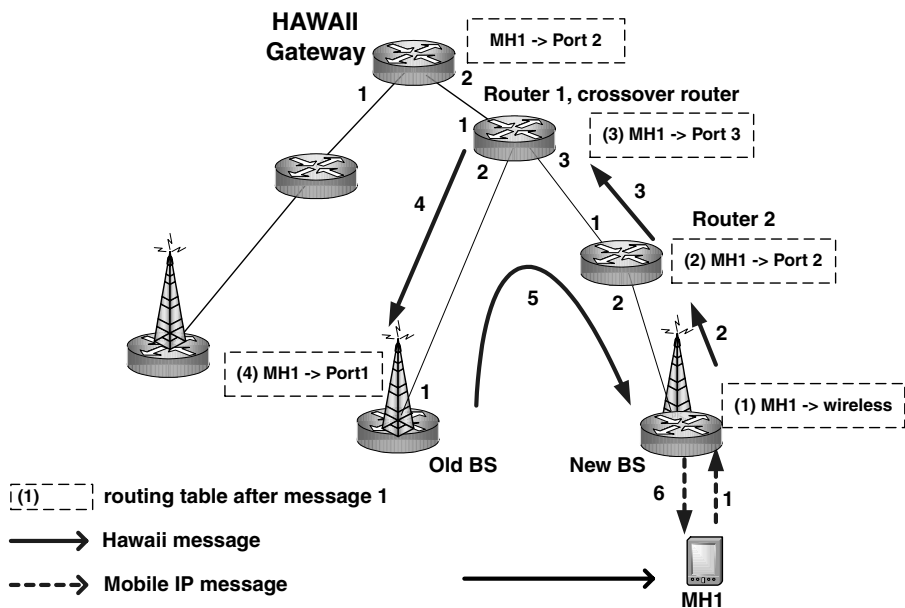 HAWAII
Gateway
MH1 -> Port 2
1
2
Router 1, crossover router
1
2
3
(3) MH1 -> Port 3
4
3
1
Router 2
(2) MH1 -> Port 2
2
5
2
(4) MH1 -> Port1
1
(1) MH1 -> wireless
Old BS
New BS
6
1
(1) routing table after message 1
Hawaii message
Mobile IP message
MH1